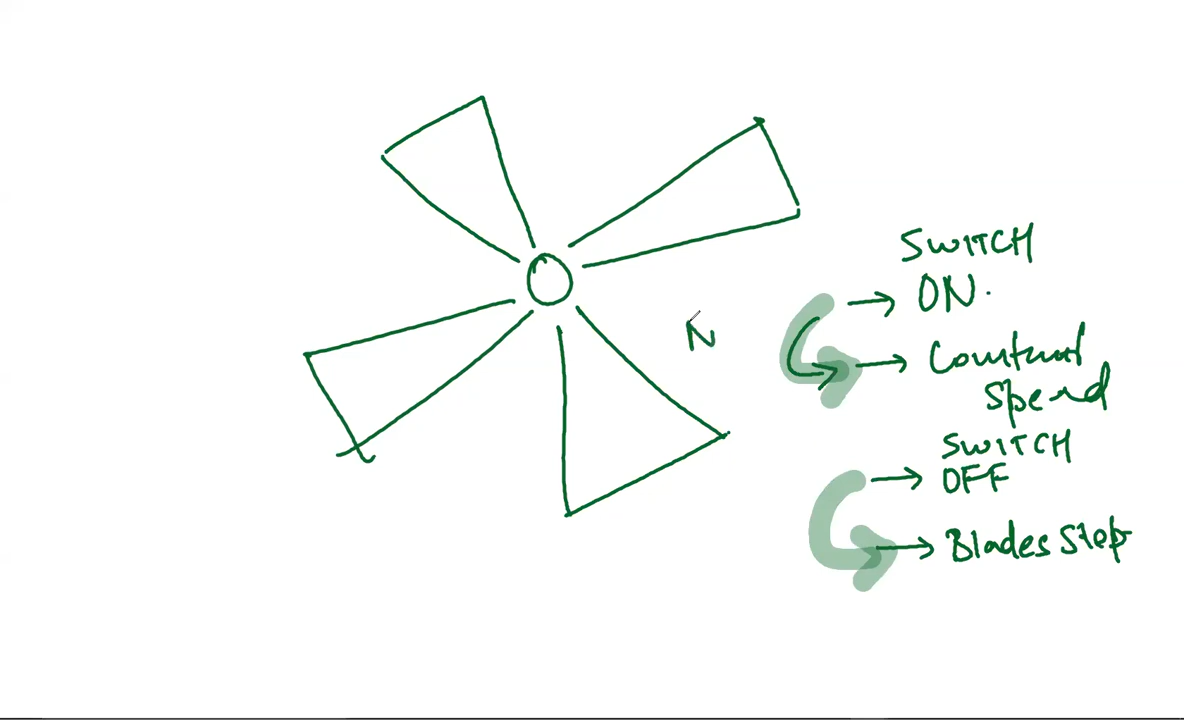 SWITCH
ON.
Constant
Speed
SWITCH
OFF
Blades Stop
N